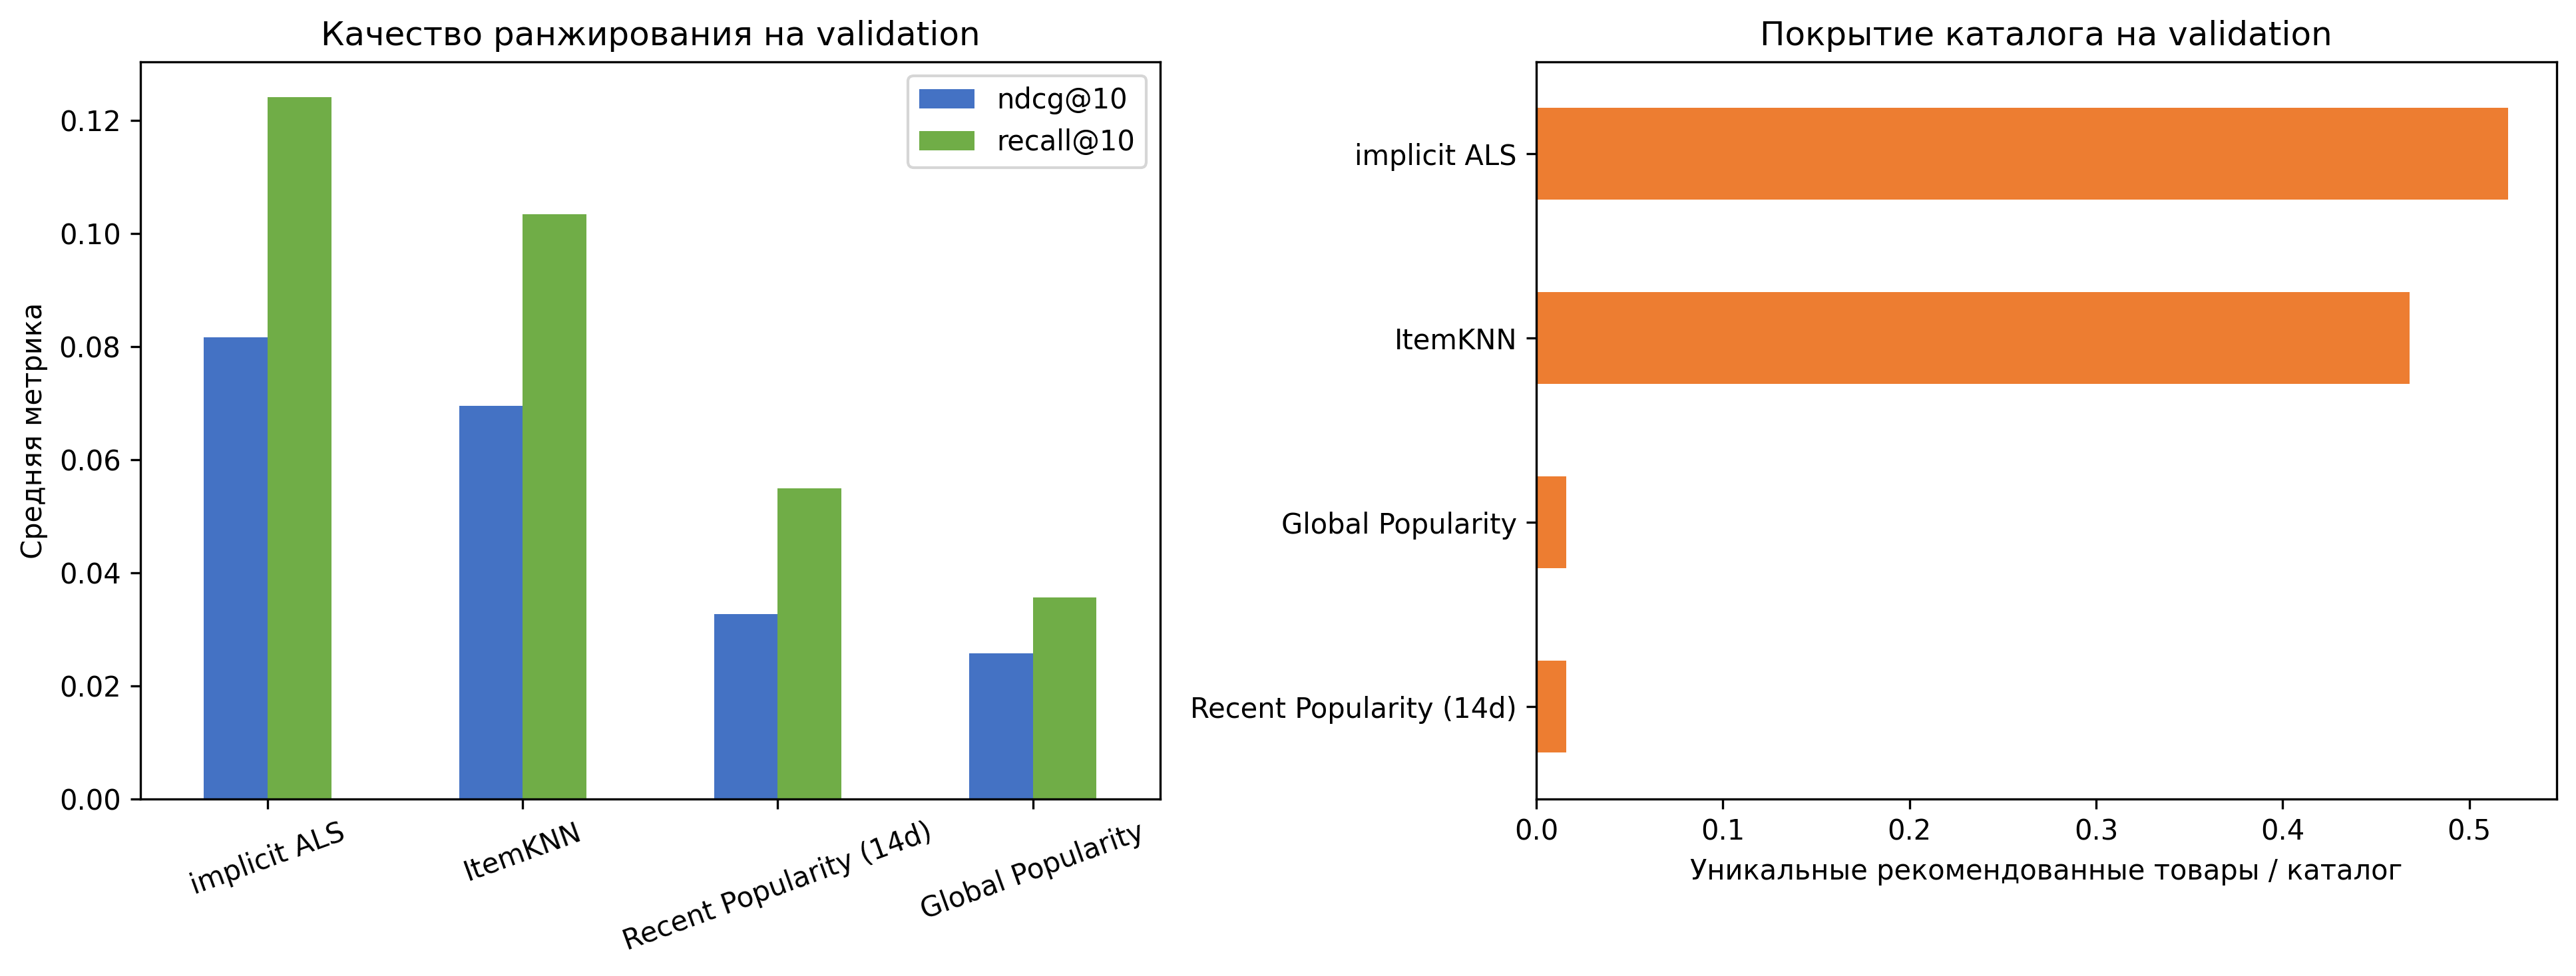 Качество ранжирования на validation
ndcg@10
recall@10
Средняя метрика
0.12
0.10
0.08
0.06
0.04
0.02
0.00
implicit ALS
ItemKNN
Recent Popularity (14d)
Global Popularity
Покрытие каталога на validation
implicit ALS
ItemKNN
Global Popularity
Recent Popularity (14d)
0.0 0.1 0.2 0.3 0.4 0.5
Уникальные рекомендованные товары / каталог